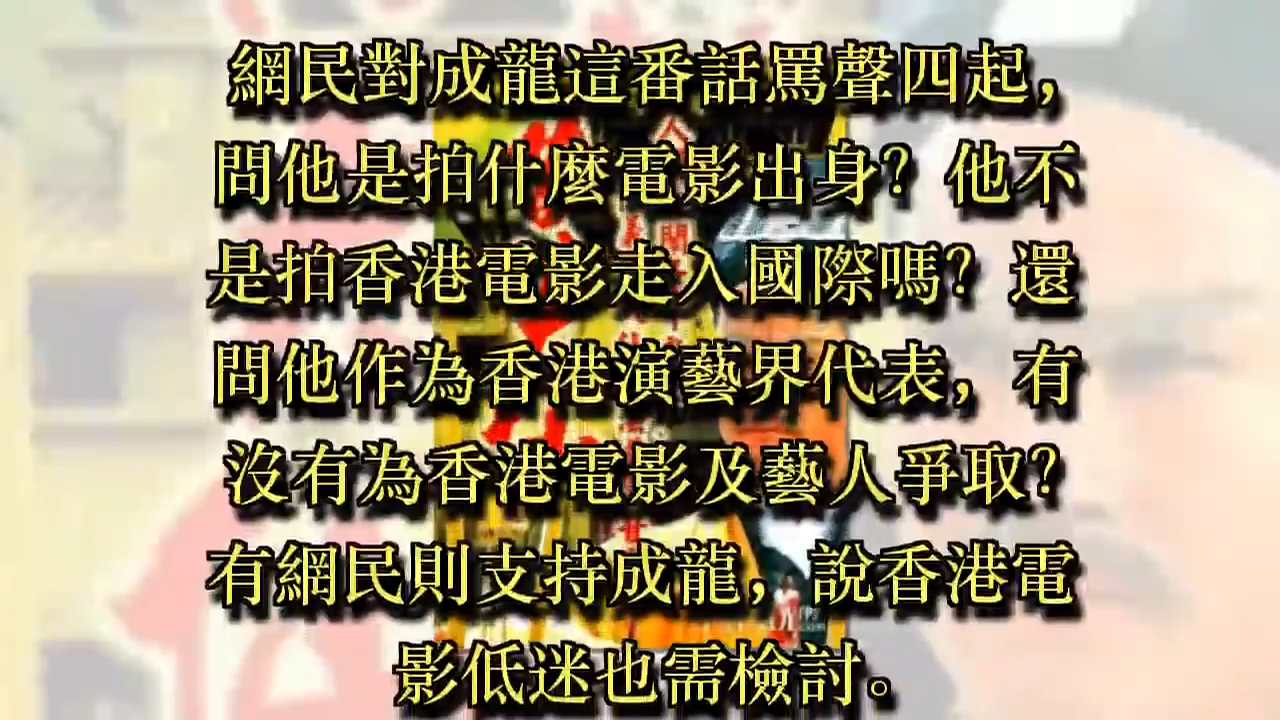 網民對成龍這番話罵聲四起，
問他是拍什麼電影出身？他不
是拍香港電影走入國際嗎？還
問他作為香港演藝界代表，有
沒有為香港電影及藝人爭取？
有網民則支持成龍，說香港電
影低迷也需檢討。